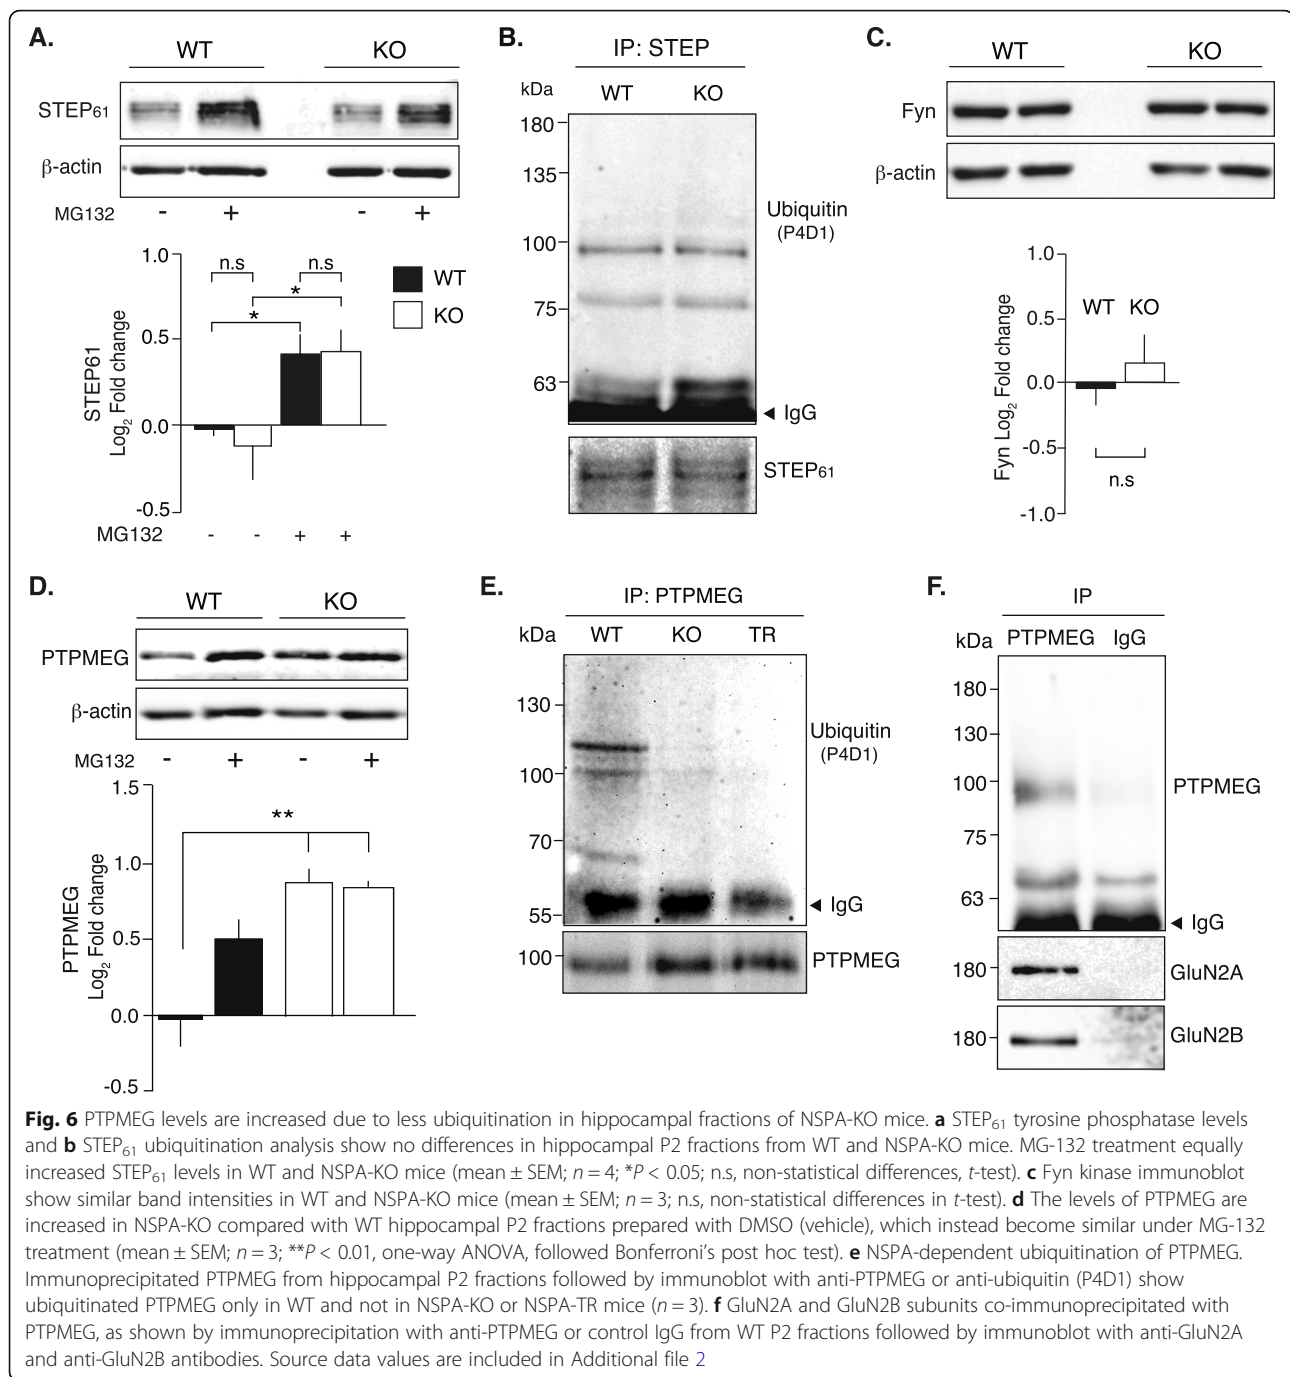 A.
WT KO
STEP61
β-actin
MG132 - + - +
1.0
0.5
0.0
-0.5
STEP61
Log2 Fold change
n.s n.s
*
*
WT
KO
MG132 - - + +
B.
IP: STEP
kDa WT KO
180
135
100
75
63
Ubiquitin
(P4D1)
◄ IgG
STEP61
C.
WT KO
Fyn
β-actin
1.0
0.5
0.0
-0.5
-1.0
Fyn Log2 Fold change
WT KO
n.s
D.
WT KO
PTPMEG
β-actin
MG132 - + - +
1.5
1.0
0.5
0.0
-0.5
PTPMEG
Log2 Fold change
**
E.
IP: PTPMEG
kDa WT KO TR
130
100
70
55
Ubiquitin
(P4D1)
◄ IgG
100
PTPMEG
F.
IP
kDa PTPMEG IgG
180
130
100
75
63
PTPMEG
◄ IgG
180
GluN2A
180
GluN2B
Fig. 6 PTPMEG levels are increased due to less ubiquitination in hippocampal fractions of NSPA-KO mice. a STEP61 tyrosine phosphatase levels
and b STEP61 ubiquitination analysis show no differences in hippocampal P2 fractions from WT and NSPA-KO mice. MG-132 treatment equally
increased STEP61 levels in WT and NSPA-KO mice (mean ± SEM; n = 4; *P < 0.05; n.s, non-statistical differences, t-test). c Fyn kinase immunoblot
show similar band intensities in WT and NSPA-KO mice (mean ± SEM; n = 3; n.s, non-statistical differences in t-test). d The levels of PTPMEG are
increased in NSPA-KO compared with WT hippocampal P2 fractions prepared with DMSO (vehicle), which instead become similar under MG-132
treatment (mean ± SEM; n = 3; **P < 0.01, one-way ANOVA, followed Bonferroni's post hoc test). e NSPA-dependent ubiquitination of PTPMEG.
Immunoprecipitated PTPMEG from hippocampal P2 fractions followed by immunoblot with anti-PTPMEG or anti-ubiquitin (P4D1) show
ubiquitinated PTPMEG only in WT and not in NSPA-KO or NSPA-TR mice (n = 3). f GluN2A and GluN2B subunits co-immunoprecipitated with
PTPMEG, as shown by immunoprecipitation with anti-PTPMEG or control IgG from WT P2 fractions followed by immunoblot with anti-GluN2A
and anti-GluN2B antibodies. Source data values are included in Additional file 2